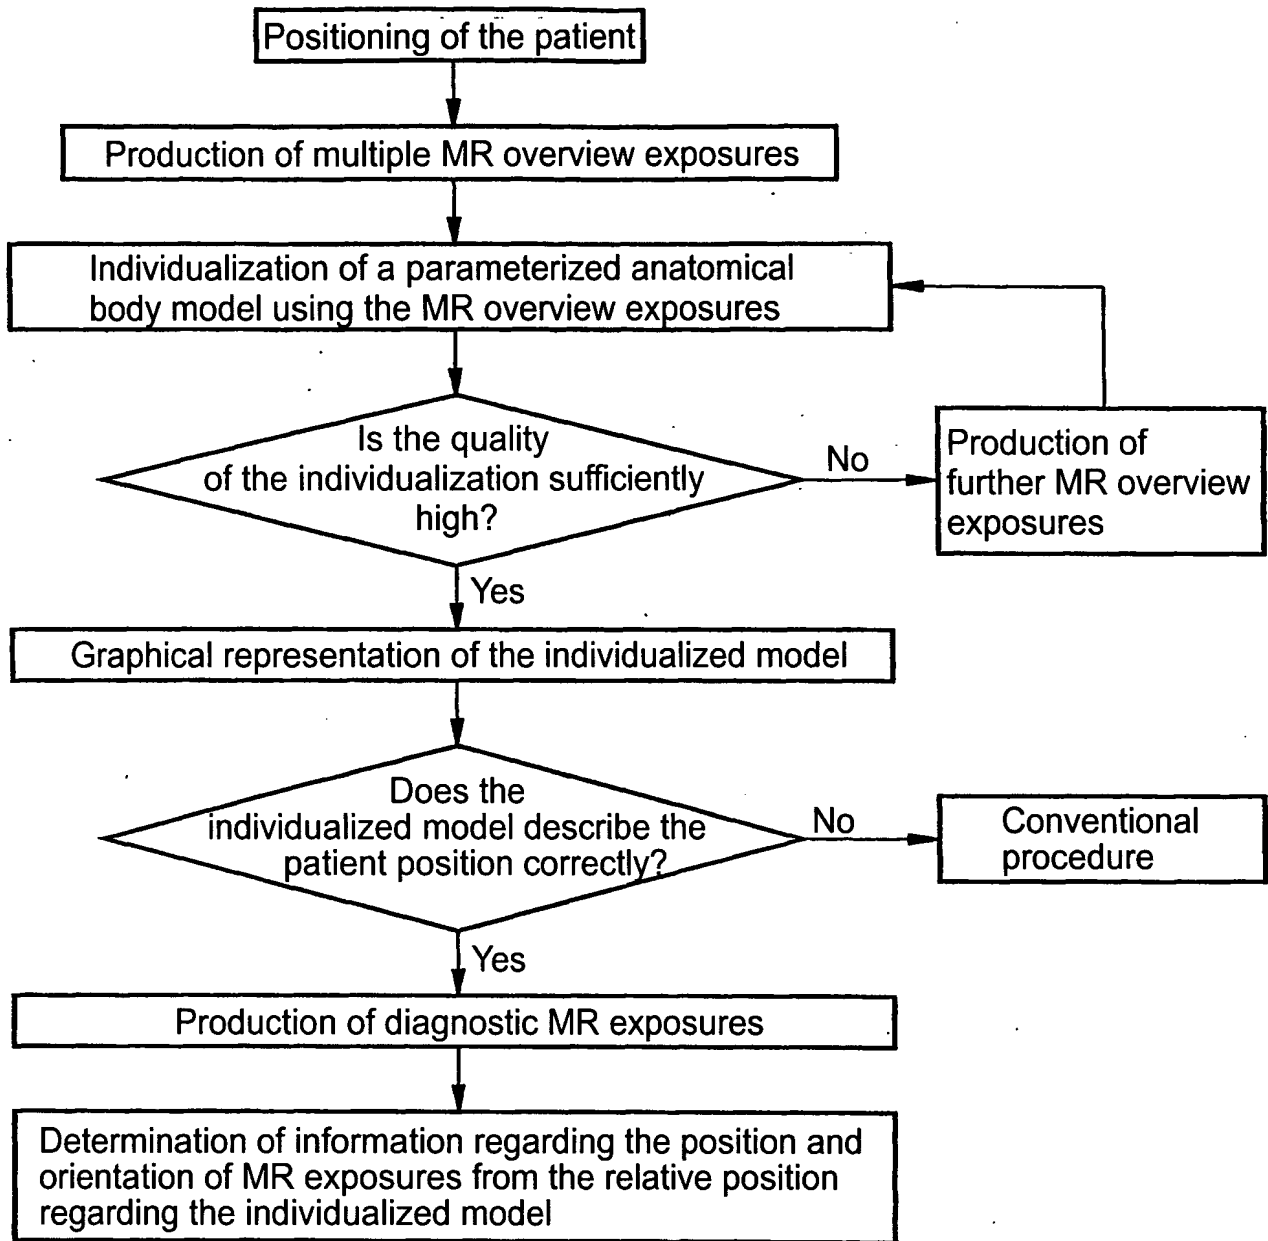 Positioning of the patient
Production of multiple MR overview exposures
Individualization of a parameterized anatomical
body model using the MR overview exposures
Is the quality
of the individualization sufficiently
high?
No
Production of
further MR overview
exposures
Yes
Graphical representation of the individualized model
Does the
individualized model describe the
patient position correctly?
No
Conventional
procedure
Yes
Production of diagnostic MR exposures
Determination of information regarding the position and
orientation of MR exposures from the relative position
regarding the individualized model